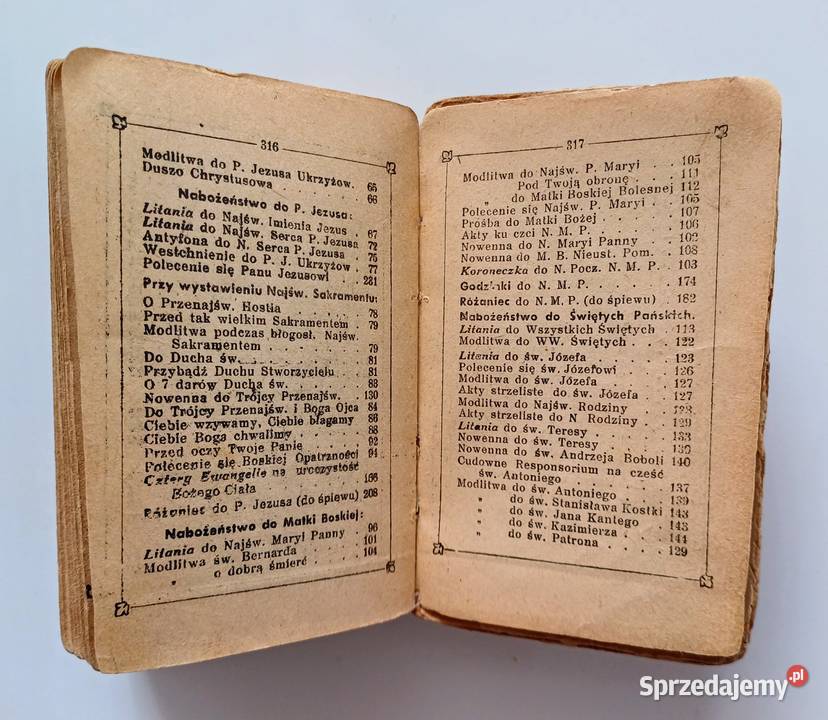 316
Modlitwa do P. Jezusa Ukrzyżow. 65
Duszo Chrystusowa . . . . 66
Nabożeństwo do P. Jezusa:
Litania do Najśw. Imienia Jezus . 67
Litania do Najśw. Serca P. Jezusa 72
Antyfona do N. Serca P. Jezusa . 75
Westchnienie do P. J. Ukrzyżow . 77
Polecenie się Panu Jezusowi . . 281
Przy wystawieniu Najśw. Sakramentu:
O Przenajśw. Hostia . . . . 78
Przed tak wielkim Sakramentem . 79
Modlitwa podczas błogosł. Najśw.
Sakramentem . . . . 79
Do Ducha św. . . . . 81
Przybądź Duchu Stworzycielu . . 81
O 7 darów Ducha św. . . . 83
Nowenna do Trójcy Przenajśw. . 130
Do Trójcy Przenajśw. i Boga Ojca 84
Ciebie wzywamy, Ciebie błagamy 86
Ciebie Boga chwalimy . . . 88
Przed oczy Twoje Panie . . . 92
Polecenie się Boskiej Opatrzności 94
Cztery Ewangelie na uroczystość
Bożego Ciała . . . . 166
Różaniec do P. Jezusa (do śpiewu) 208
Nabożeństwo do Matki Boskiej:
Litania do Najśw. Maryi Panny . 96
Modlitwa św. Bernarda . . . 101
„ o dobrą śmierć . . . 104
317
Modlitwa do Najśw. P. Maryi . . 105
Pod Twoją obronę . . . 111
„ do Matki Boskiej Bolesnej 112
Polecenie się Najśw. P. Maryi . . 105
Prośba do Matki Bożej . . . 107
Akty ku czci N. M. P. . . . 106
Nowenna do N. Maryi Panny . . 102
Nowenna do M. B. Nieust. Pom. . 108
Koroneczka do N. Pocz. N. M. P. . 103
Godzinki do N. M. P. . . . 174
Różaniec do N. M. P. (do śpiewu) . 182
Nabożeństwo do Świętych Pańskich.
Litania do Wszystkich Świętych . 113
Modlitwa do WW. Świętych . . 122
Litania do św. Józefa . . . 123
Polecenie się św. Józefowi . . 126
Modlitwa do św. Józefa . . . 127
Akty strzeliste do św. Józefa . . 127
Modlitwa do Najśw. Rodziny . . 128
Akty strzeliste do N Rodziny . . 129
Litania do św. Teresy . . .
Nowenna do św. Teresy . . . 133
Nowenna do św. Andrzeja Boboli
Cudowne Responsorium na cześć 140
św. Antoniego . . . . 137
Modlitwa do św. Antoniego . . 139
„ do św. Stanisława Kostki 143
„ do św. Jana Kantego . 143
„ do św. Kazimierza . . 144
„ do św. Patrona . . . 129
Sprzedajemy.pl